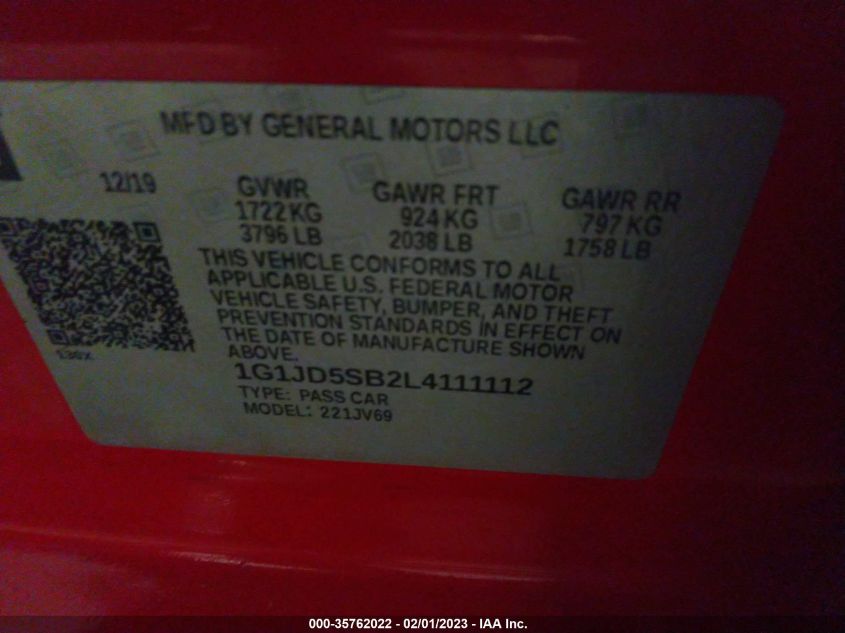 MFD BY GENERAL MOTORS LLC
12/19
GVWR GAWR FRT GAWR RR
1722 KG 924 KG 797 KG
3796 LB 2038 LB 1758 LB
THIS VEHICLE CONFORMS TO ALL
APPLICABLE U.S. FEDERAL MOTOR
VEHICLE SAFETY, BUMPER, AND THEFT
PREVENTION STANDARDS IN EFFECT ON
THE DATE OF MANUFACTURE SHOWN
ABOVE.
1G1JD5SB2L4111112
TYPE: PASS CAR
MODEL: 221JV69
000-35762022 - 02/01/2023 - IAA Inc.